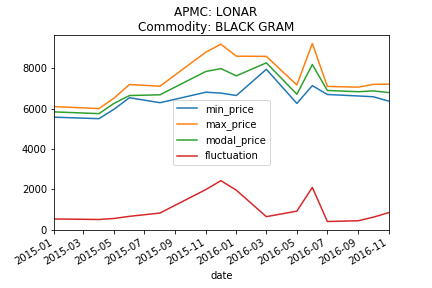 APMC: LONAR
Commodity: BLACK GRAM
8000
6000
4000
2000
0
min_price
max_price
modal_price
fluctuation
2015-01
2015-03
2015-05
2015-07
2015-09
2015-11
2016-01
2016-03
2016-05
2016-07
2016-09
2016-11
date